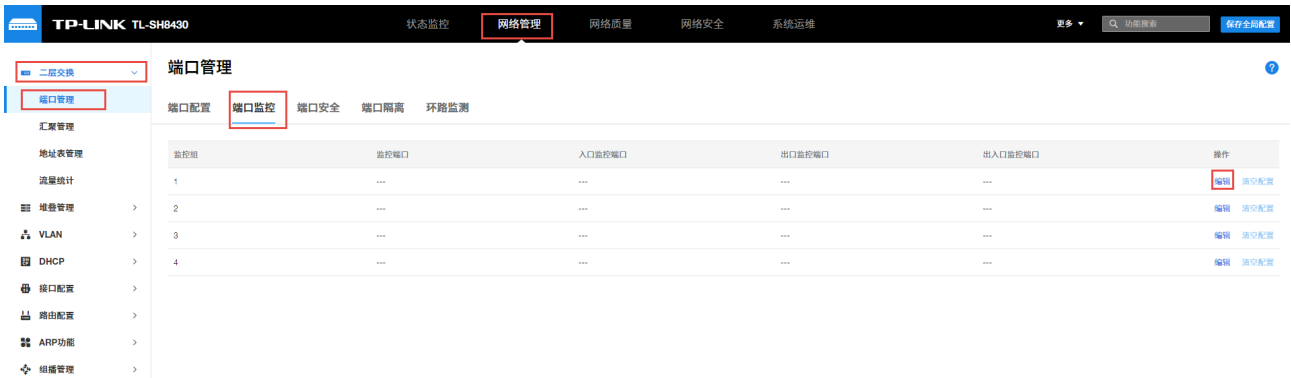 TP-LINK TL-SH8430 状态监控 网络管理 网络质量 网络安全 系统运维 更多 功能搜索 保存全局配置
二层交换
端口管理
汇聚管理
地址表管理
流量统计
堆叠管理
VLAN
DHCP
接口配置
路由配置
ARP功能
组播管理
端口管理 ?
端口配置 端口监控 端口安全 端口隔离 环路监测
监控组 监控端口 入口监控端口 出口监控端口 出入口监控端口 操作
1 --- --- --- --- 编辑 清空配置
2 --- --- --- --- 编辑 清空配置
3 --- --- --- --- 编辑 清空配置
4 --- --- --- --- 编辑 清空配置